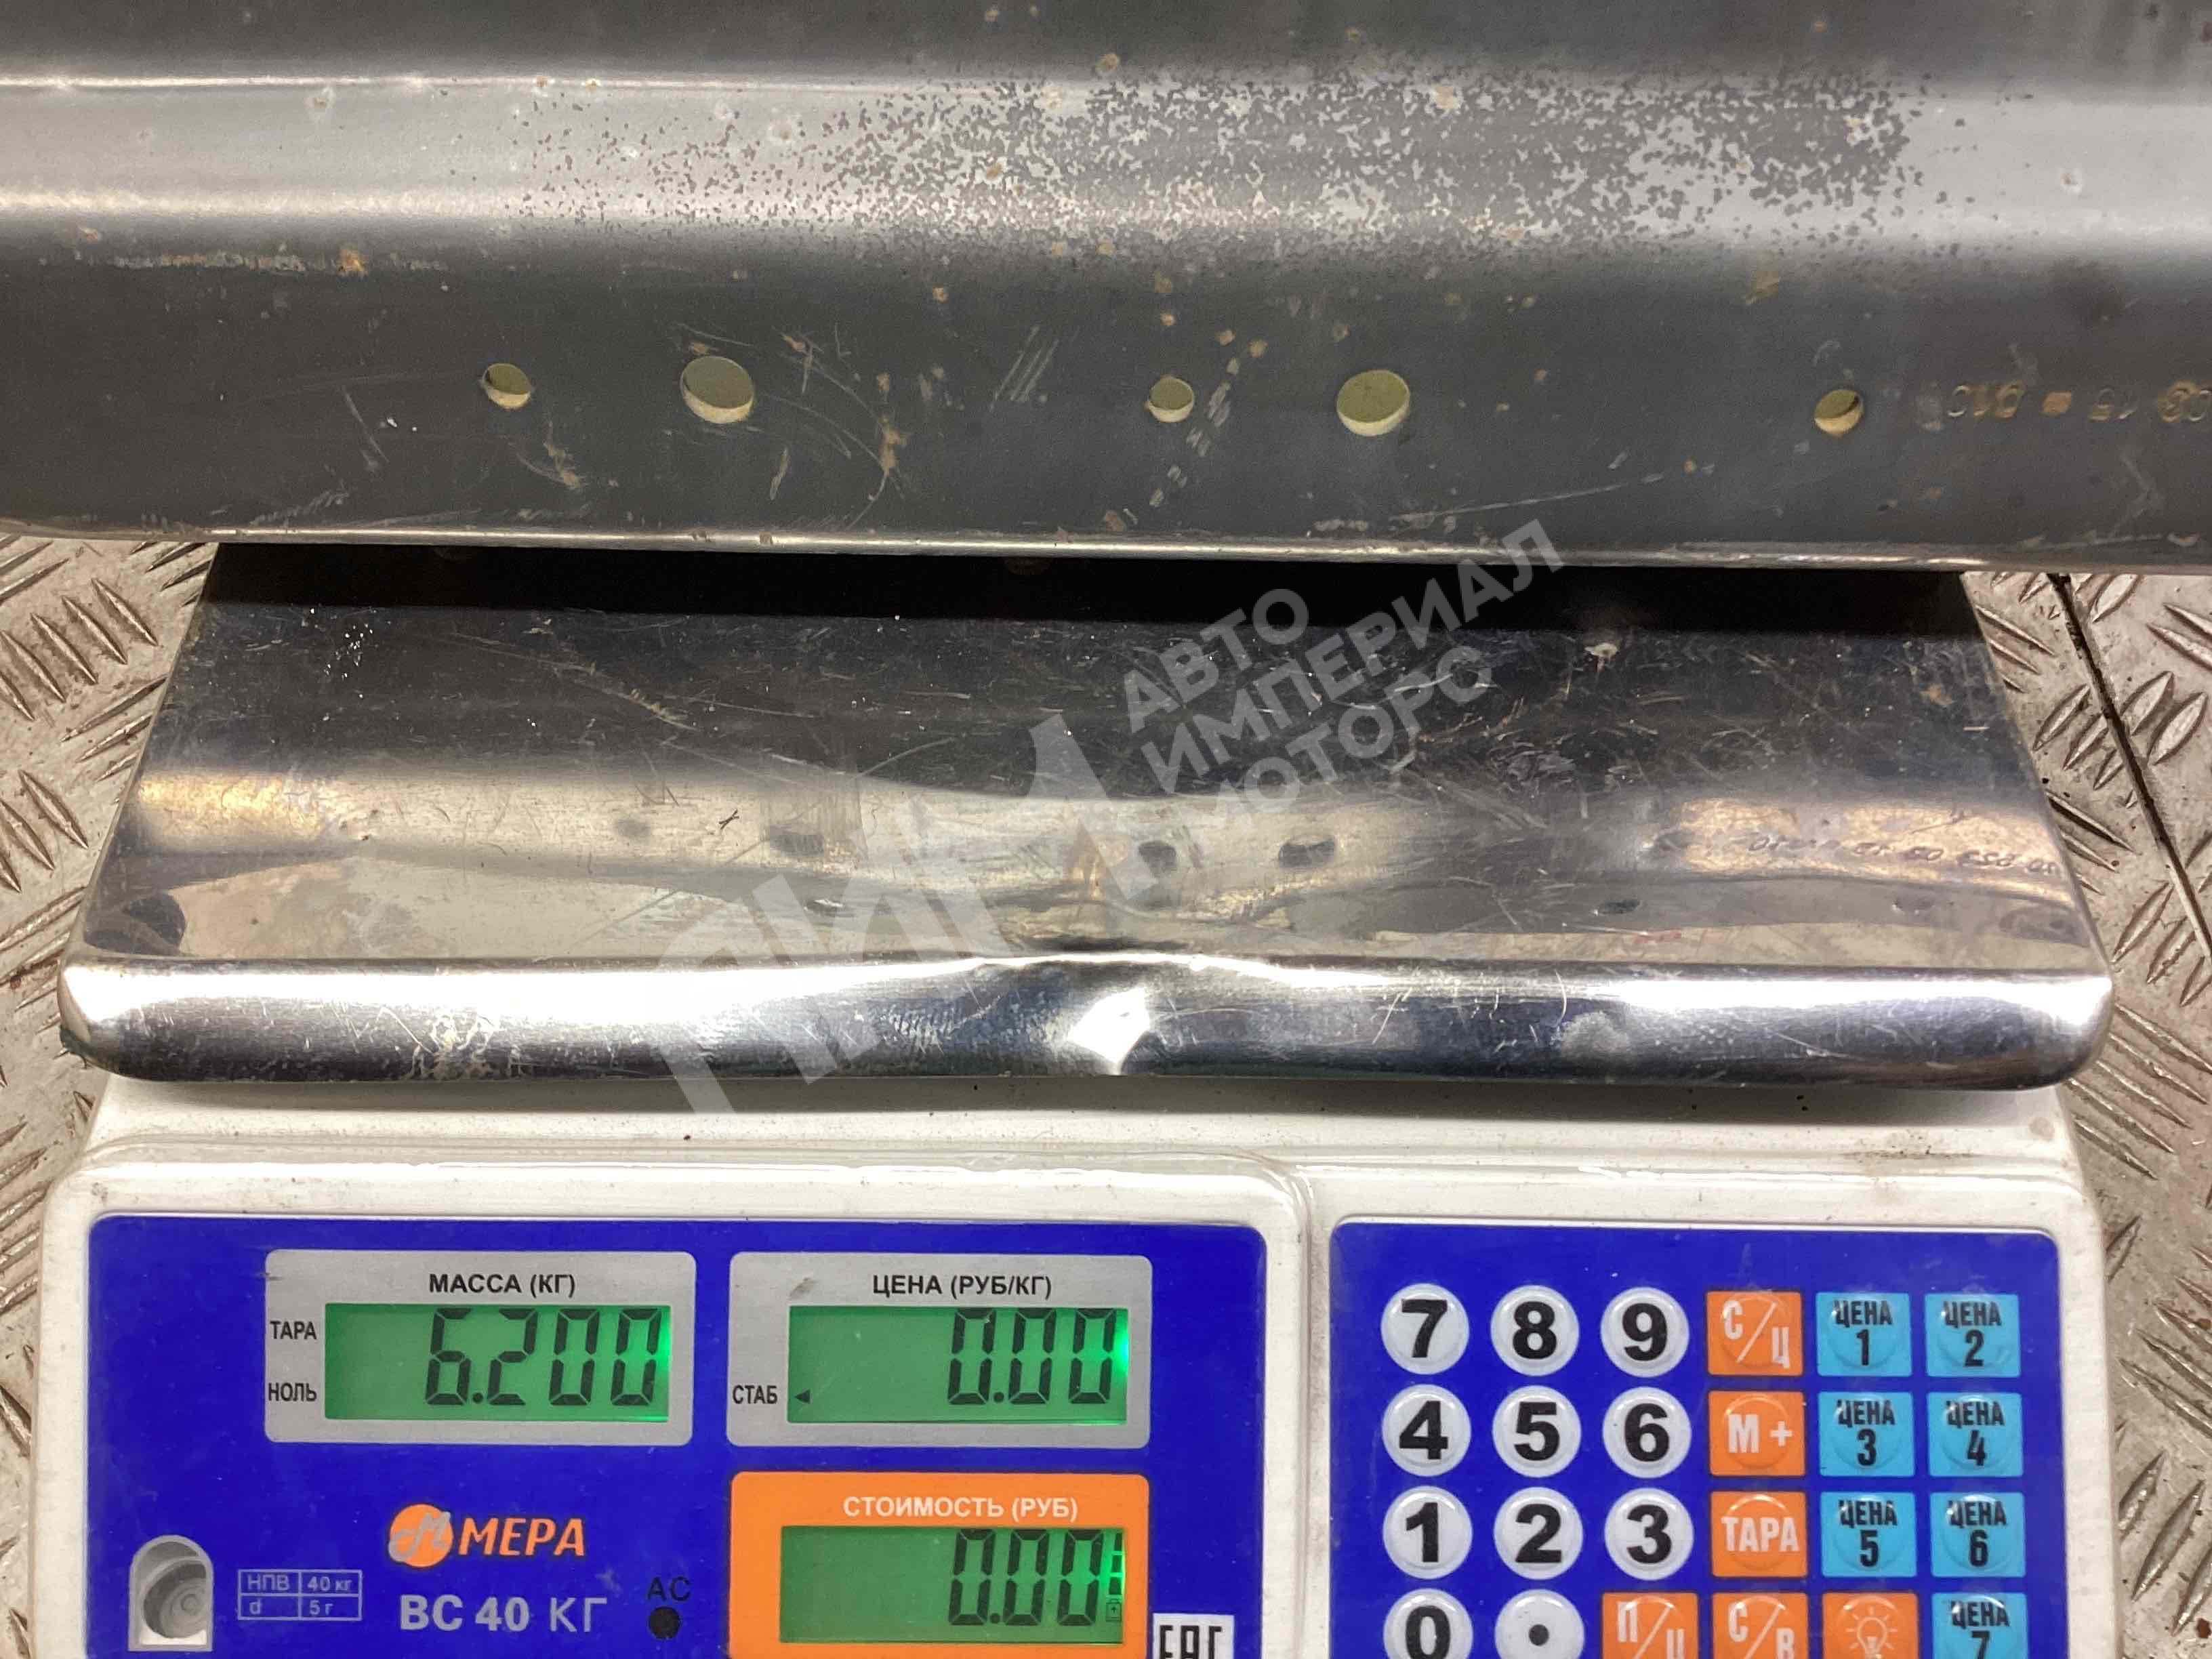 АВТО
ИМПЕРИАЛ
МОТОРС
МАССА (КГ)
ТАРА
НОЛЬ
6.200
ЦЕНА (РУБ/КГ)
СТАБ
0.00
СТОИМОСТЬ (РУБ)
0.00
МЕРА
ВС 40 КГ
НПВ 40 кг
d 5 г
AC
EAC
7 8 9 С/Ц ЦЕНА 1 ЦЕНА 2
4 5 6 М+ ЦЕНА 3 ЦЕНА 4
1 2 3 ТАРА ЦЕНА 5 ЦЕНА 6
0 • П/Ц С/В ЦЕНА 7